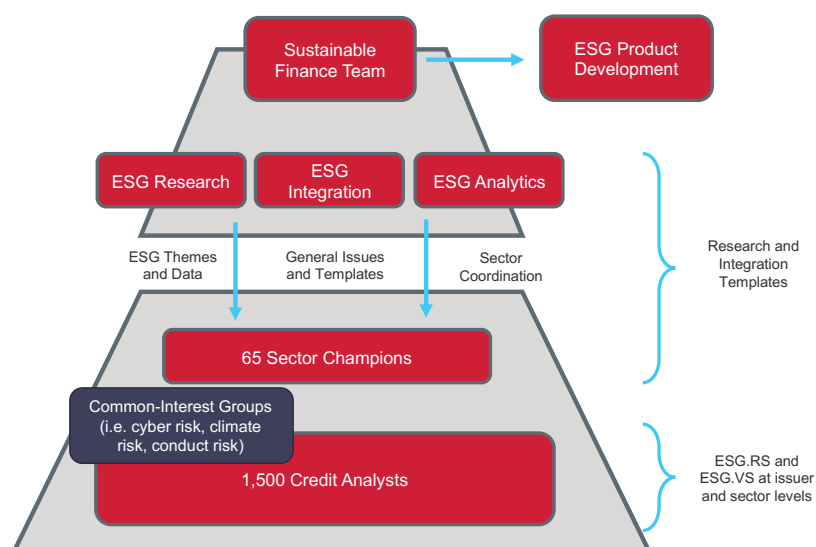 Sustainable
Finance Team
ESG Product
Development
ESG Research
ESG
Integration
ESG Analytics
ESG Themes
and Data
General Issues
and Templates
Sector
Coordination
Research and
Integration
Templates
65 Sector Champions
Common-Interest Groups
(i.e. cyber risk, climate
risk, conduct risk)
1,500 Credit Analysts
ESG.RS and
ESG.VS at issuer
and sector levels